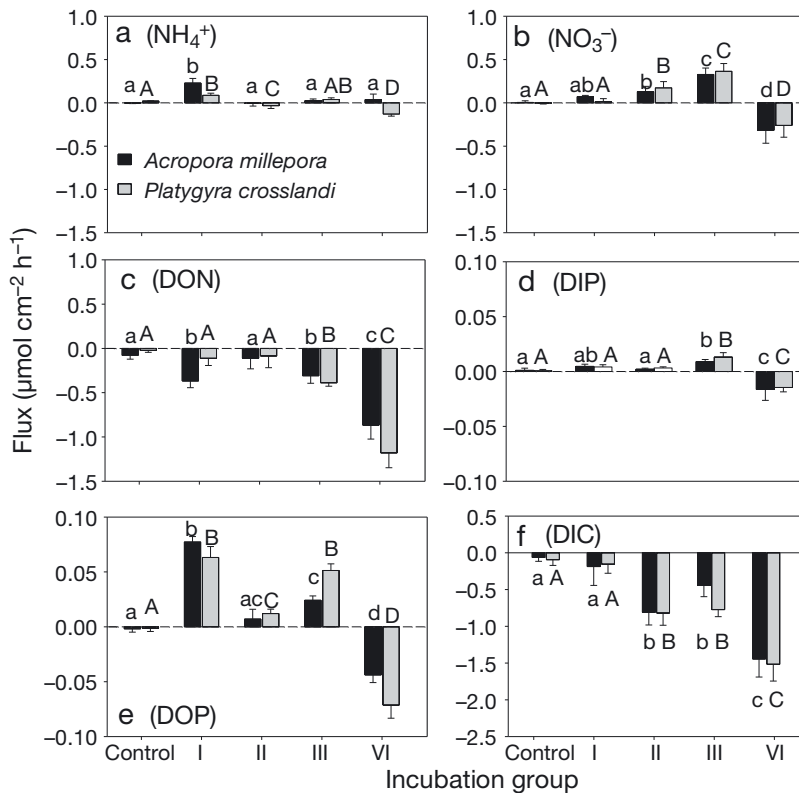 a (NH₄⁺)
1.0
0.5
0.0
−0.5
−1.0
−1.5
a A
b B
a C
a AB
a D
Acropora millepora
Platygyra crosslandi
b (NO₃⁻)
1.0
0.5
0.0
−0.5
−1.0
−1.5
a A
ab A
b B
c C
d D
c (DON)
1.0
0.5
0.0
−0.5
−1.0
−1.5
a A
b A
a A
b B
c C
d (DIP)
0.10
0.05
0.00
−0.05
−0.10
a A
ab A
a A
b B
c C
e (DOP)
0.10
0.05
0.00
−0.05
−0.10
a A
b B
ac C
c B
d D
Control I II III VI
f (DIC)
0.5
0.0
−0.5
−1.0
−1.5
−2.0
−2.5
a A
a A
b B
b B
c C
Control I II III VI
Flux (µmol cm⁻² h⁻¹)
Incubation group